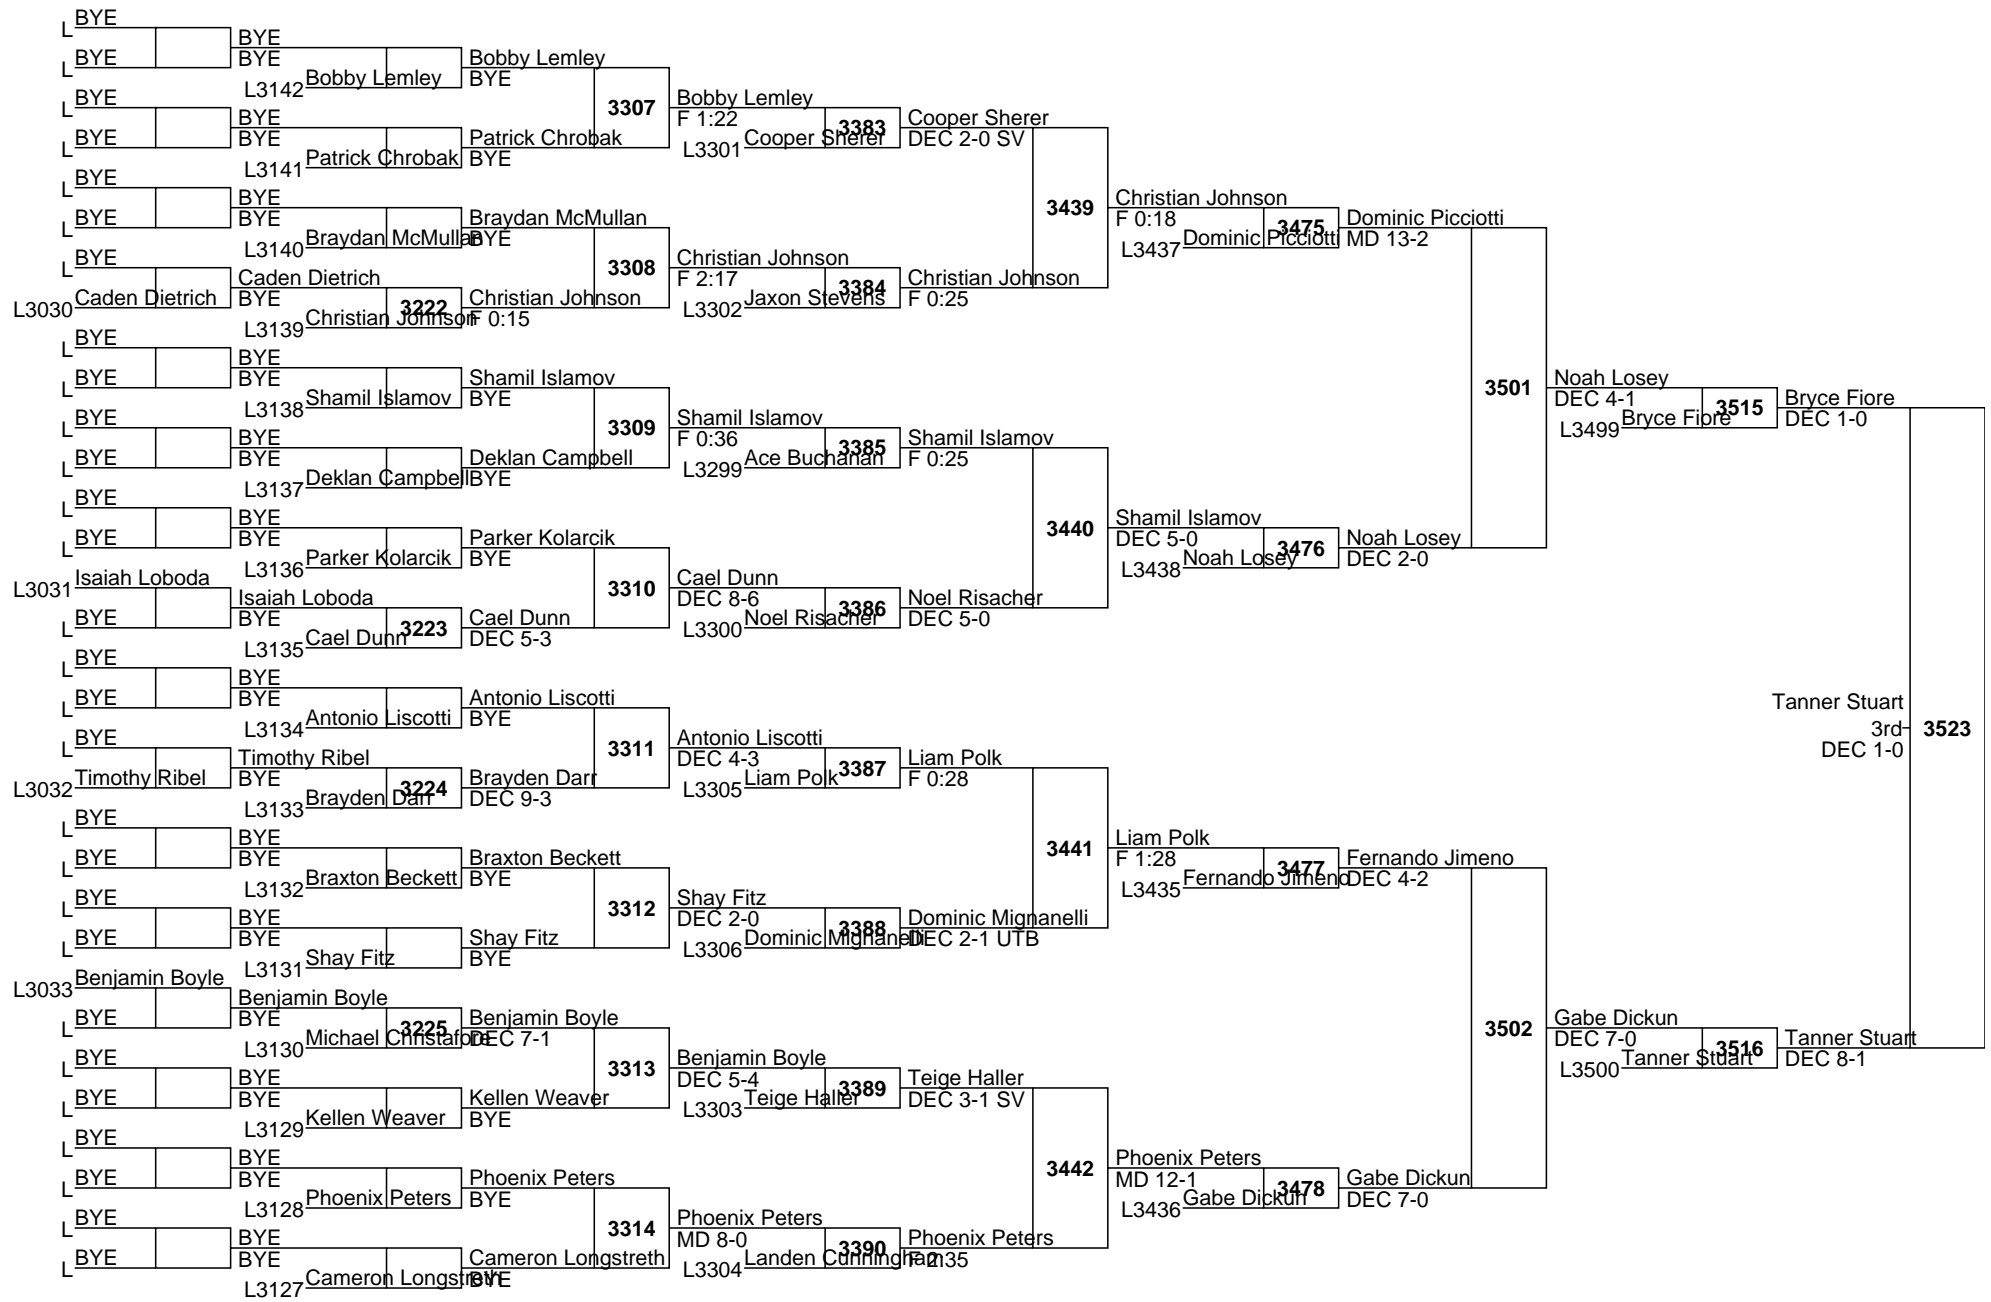 BYE
L
BYE
L
BYE
BYE
L3142 Bobby Lemley
Bobby Lemley
BYE
BYE
L
BYE
L
BYE
BYE
L3141 Patrick Chrobak
Patrick Chrobak
BYE
3307
Bobby Lemley
F 1:22
L3301 Cooper Sherer
3383
Cooper Sherer
DEC 2-0 SV
BYE
L
BYE
L
BYE
BYE
L3140 Braydan McMullan
Braydan McMullan
BYE
BYE
L
L3030 Caden Dietrich
Caden Dietrich
BYE
L3139 Christian Johnson
3222
Christian Johnson
F 0:15
3308
Christian Johnson
F 2:17
L3302 Jaxon Stevens
3384
Christian Johnson
F 0:25
3439
Christian Johnson
F 0:18
L3437 Dominic Picciotti
3475
Dominic Picciotti
MD 13-2
BYE
L
BYE
L
BYE
BYE
L3138 Shamil Islamov
Shamil Islamov
BYE
BYE
L
BYE
L
BYE
BYE
L3137 Deklan Campbell
Deklan Campbell
BYE
3309
Shamil Islamov
F 0:36
L3299 Ace Buchanan
3385
Shamil Islamov
F 0:25
BYE
L
BYE
L
BYE
BYE
L3136 Parker Kolarcik
Parker Kolarcik
BYE
L3031 Isaiah Loboda
BYE
L
Isaiah Loboda
BYE
L3135 Cael Dunn
3223
Cael Dunn
DEC 5-3
3310
Cael Dunn
DEC 8-6
L3300 Noel Risacher
3386
Noel Risacher
DEC 5-0
3440
Shamil Islamov
DEC 5-0
L3438 Noah Losey
3476
Noah Losey
DEC 2-0
3501
Noah Losey
DEC 4-1
L3499 Bryce Fiore
3515
Bryce Fiore
DEC 1-0
BYE
L
BYE
L
BYE
BYE
L3134 Antonio Liscotti
Antonio Liscotti
BYE
BYE
L
L3032 Timothy Ribel
Timothy Ribel
BYE
L3133 Brayden Darr
3224
Brayden Darr
DEC 9-3
3311
Antonio Liscotti
DEC 4-3
L3305 Liam Polk
3387
Liam Polk
F 0:28
BYE
L
BYE
L
BYE
BYE
L3132 Braxton Beckett
Braxton Beckett
BYE
BYE
L
BYE
L
BYE
BYE
L3131 Shay Fitz
Shay Fitz
BYE
3312
Shay Fitz
DEC 2-0
L3306 Dominic Mignanelli
3388
Dominic Mignanelli
DEC 2-1 UTB
3441
Liam Polk
F 1:28
L3435 Fernando Jimeno
3477
Fernando Jimeno
DEC 4-2
L3033 Benjamin Boyle
BYE
L
Benjamin Boyle
BYE
L3130 Michael Christafore
3225
Benjamin Boyle
DEC 7-1
BYE
L
BYE
L
BYE
BYE
L3129 Kellen Weaver
Kellen Weaver
BYE
3313
Benjamin Boyle
DEC 5-4
L3303 Teige Haller
3389
Teige Haller
DEC 3-1 SV
BYE
L
BYE
L
BYE
BYE
L3128 Phoenix Peters
Phoenix Peters
BYE
BYE
L
BYE
L
BYE
BYE
L3127 Cameron Longstreth
Cameron Longstreth
BYE
3314
Phoenix Peters
MD 8-0
L3304 Landen Cunningham
3390
Phoenix Peters
F 2:35
3442
Phoenix Peters
MD 12-1
L3436 Gabe Dickun
3478
Gabe Dickun
DEC 7-0
3502
Gabe Dickun
DEC 7-0
L3500 Tanner Stuart
3516
Tanner Stuart
DEC 8-1
Tanner Stuart
3rd
DEC 1-0
3523